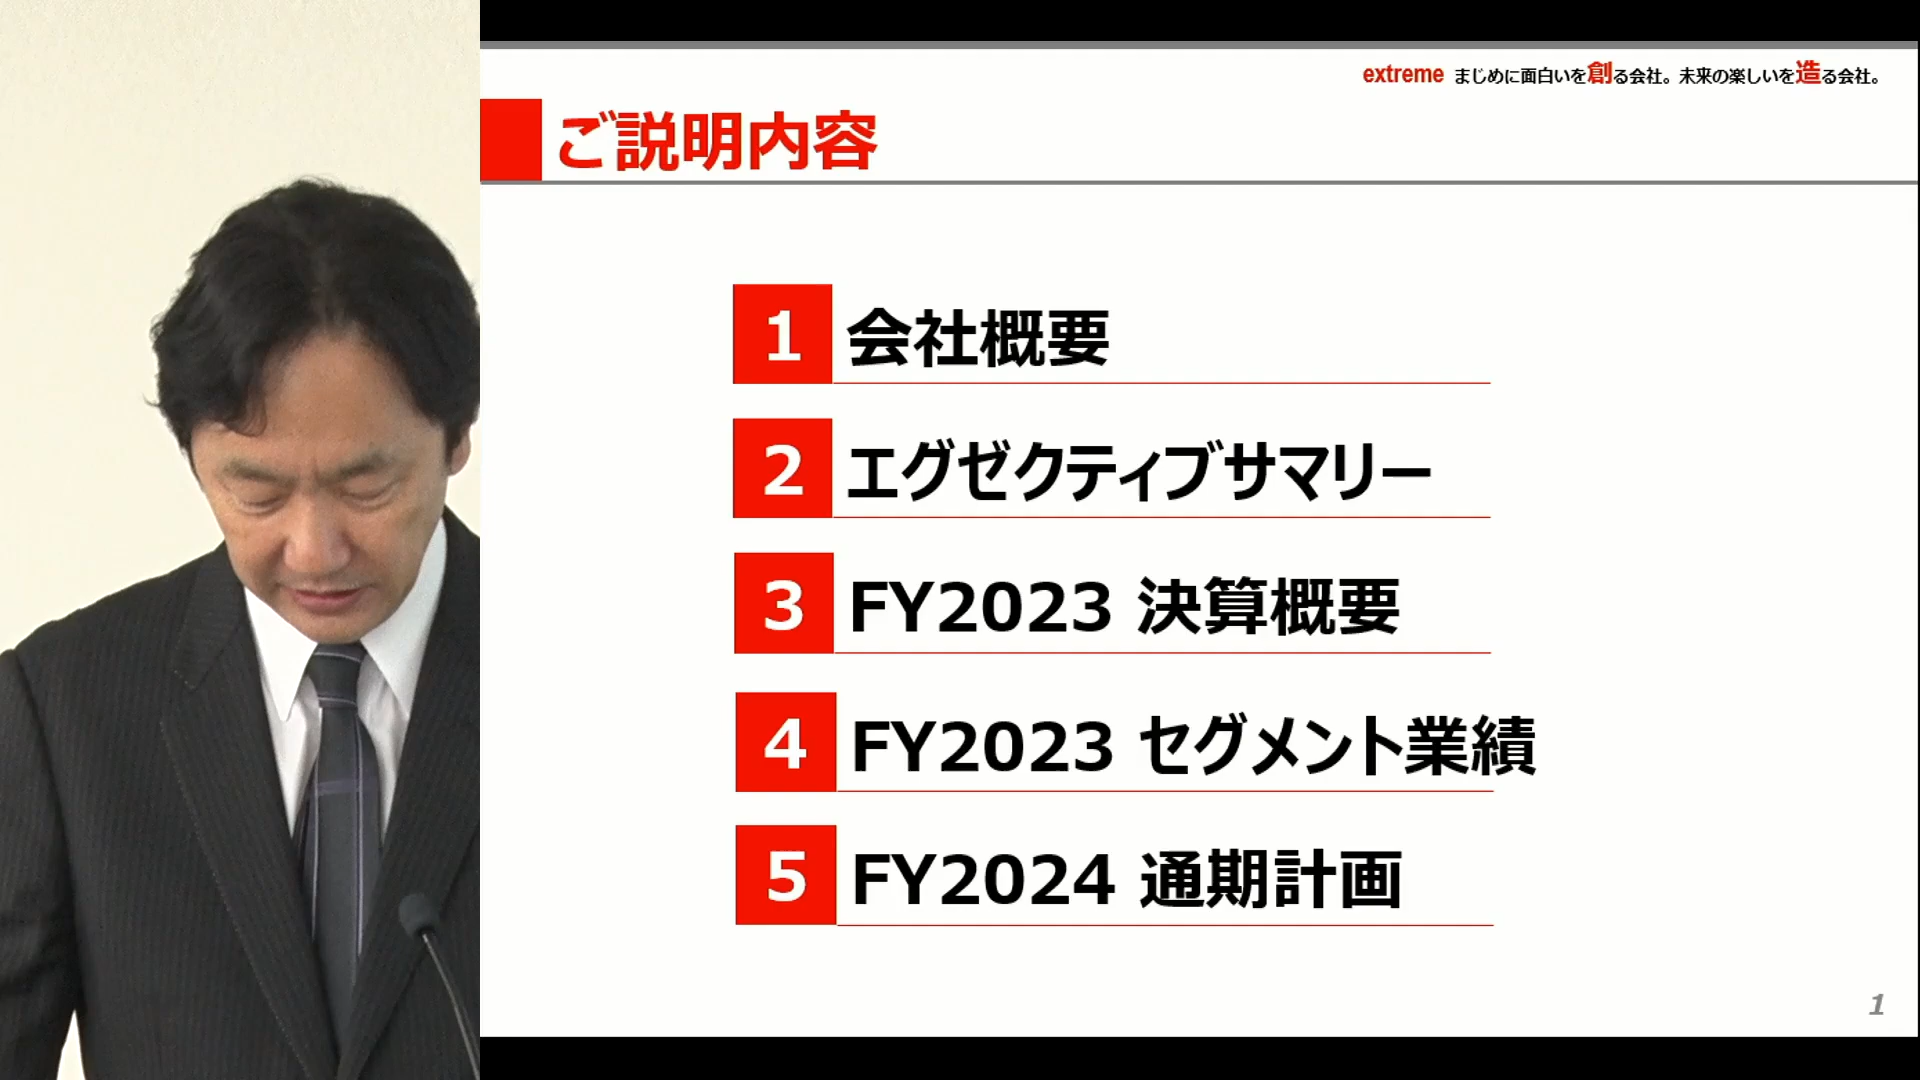 extreme まじめに面白いを創る会社。未来の楽しいを造る会社。
ご説明内容
1 会社概要
2 エグゼクティブサマリー
3 FY2023 決算概要
4 FY2023 セグメント業績
5 FY2024 通期計画
1